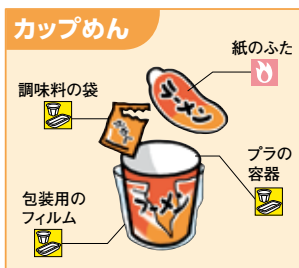 カップめん
紙のふた
ラーメン
調味料の袋
プラの
容器
包装用の
フィルム
ラーメン